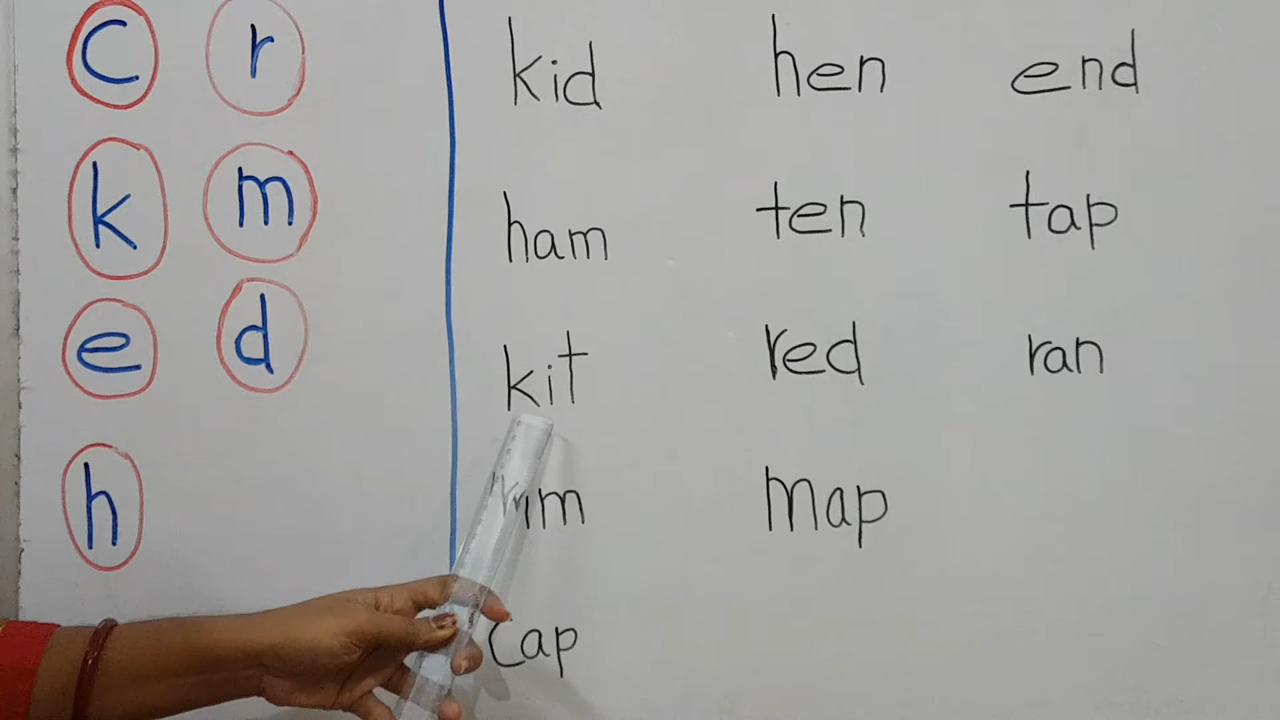 c r
k m
e d
h
kid hen end
ham ten tap
kit red ran
map
cap